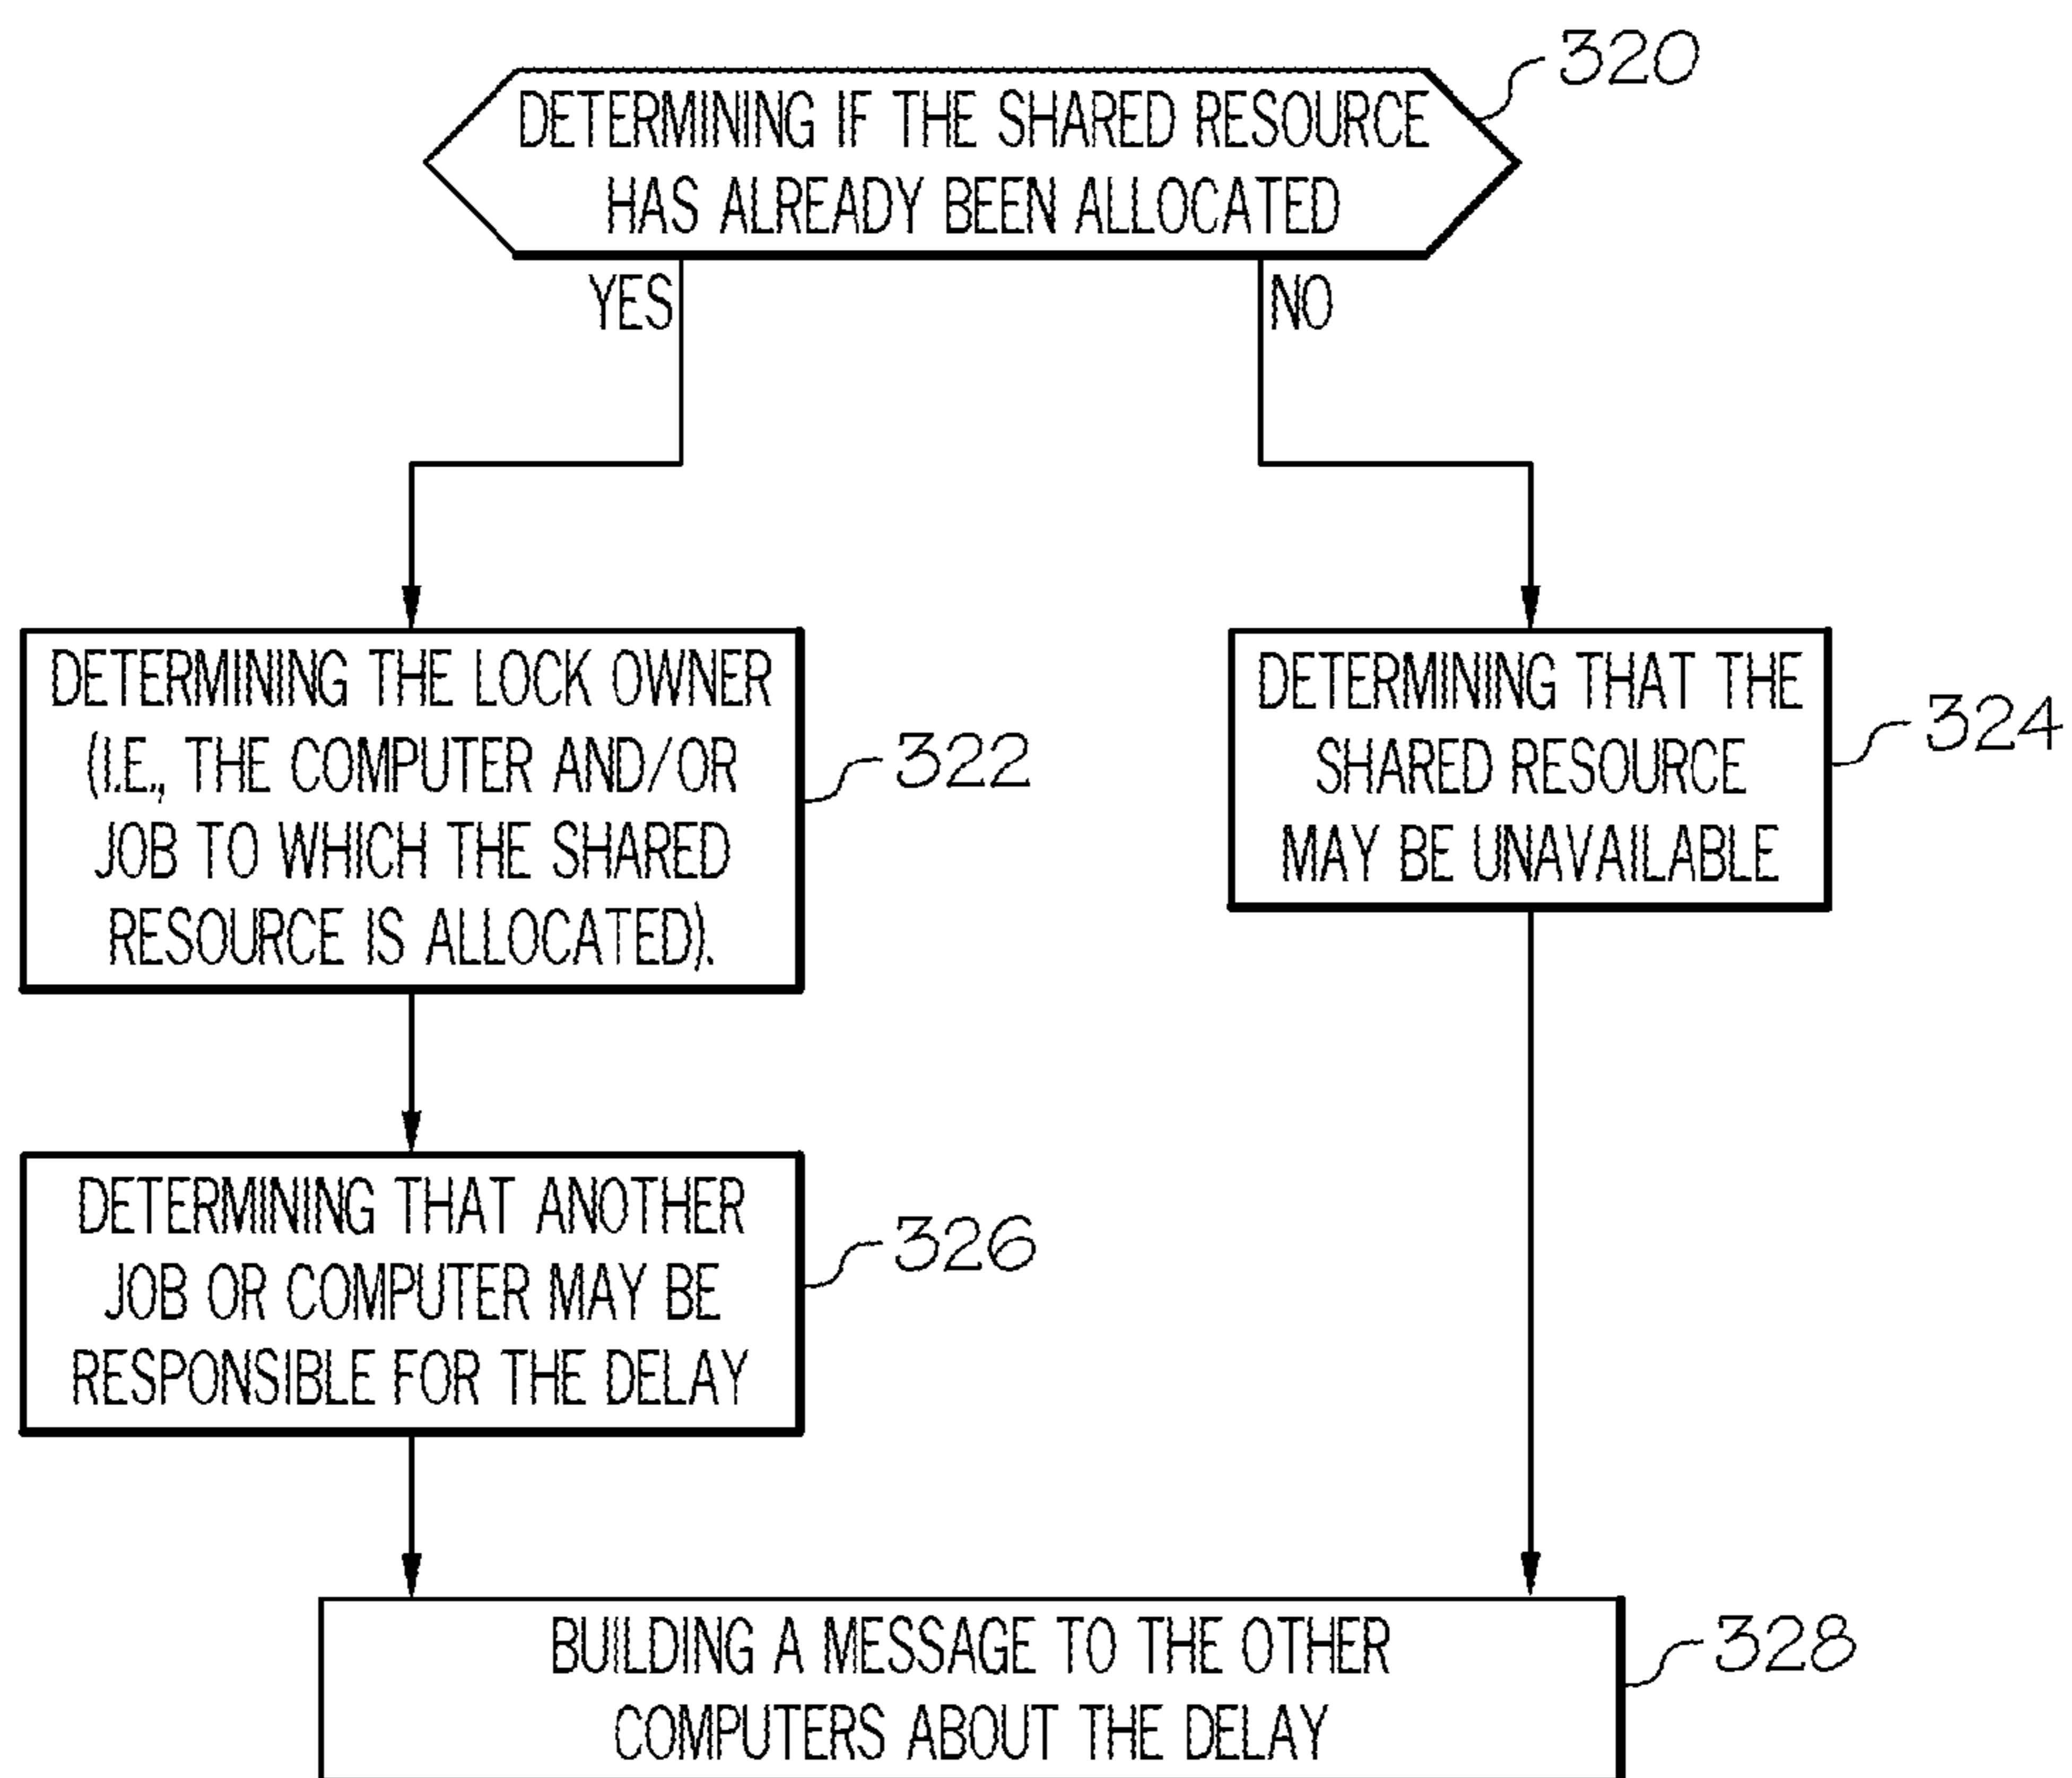 320
DETERMINING IF THE SHARED RESOURCE
HAS ALREADY BEEN ALLOCATED
YES
NO
DETERMINING THE LOCK OWNER
(I.E., THE COMPUTER AND/OR
JOB TO WHICH THE SHARED
RESOURCE IS ALLOCATED).
322
DETERMINING THAT THE
SHARED RESOURCE
MAY BE UNAVAILABLE
324
DETERMINING THAT ANOTHER
JOB OR COMPUTER MAY BE
RESPONSIBLE FOR THE DELAY
326
BUILDING A MESSAGE TO THE OTHER
COMPUTERS ABOUT THE DELAY
328